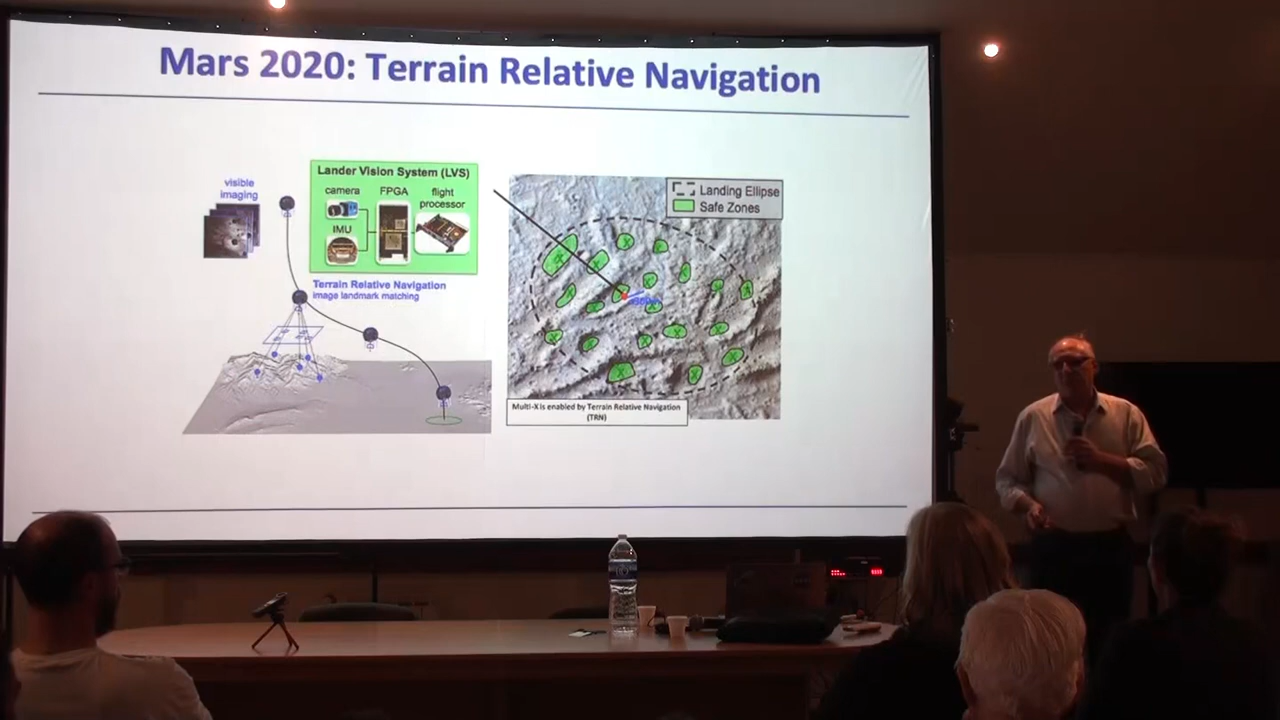 Mars 2020: Terrain Relative Navigation
visible
imaging
Lander Vision System (LVS)
camera
FPGA
flight
processor
IMU
Terrain Relative Navigation
image landmark matching
Landing Ellipse
Safe Zones
Multi-X is enabled by Terrain Relative Navigation
(TRN)